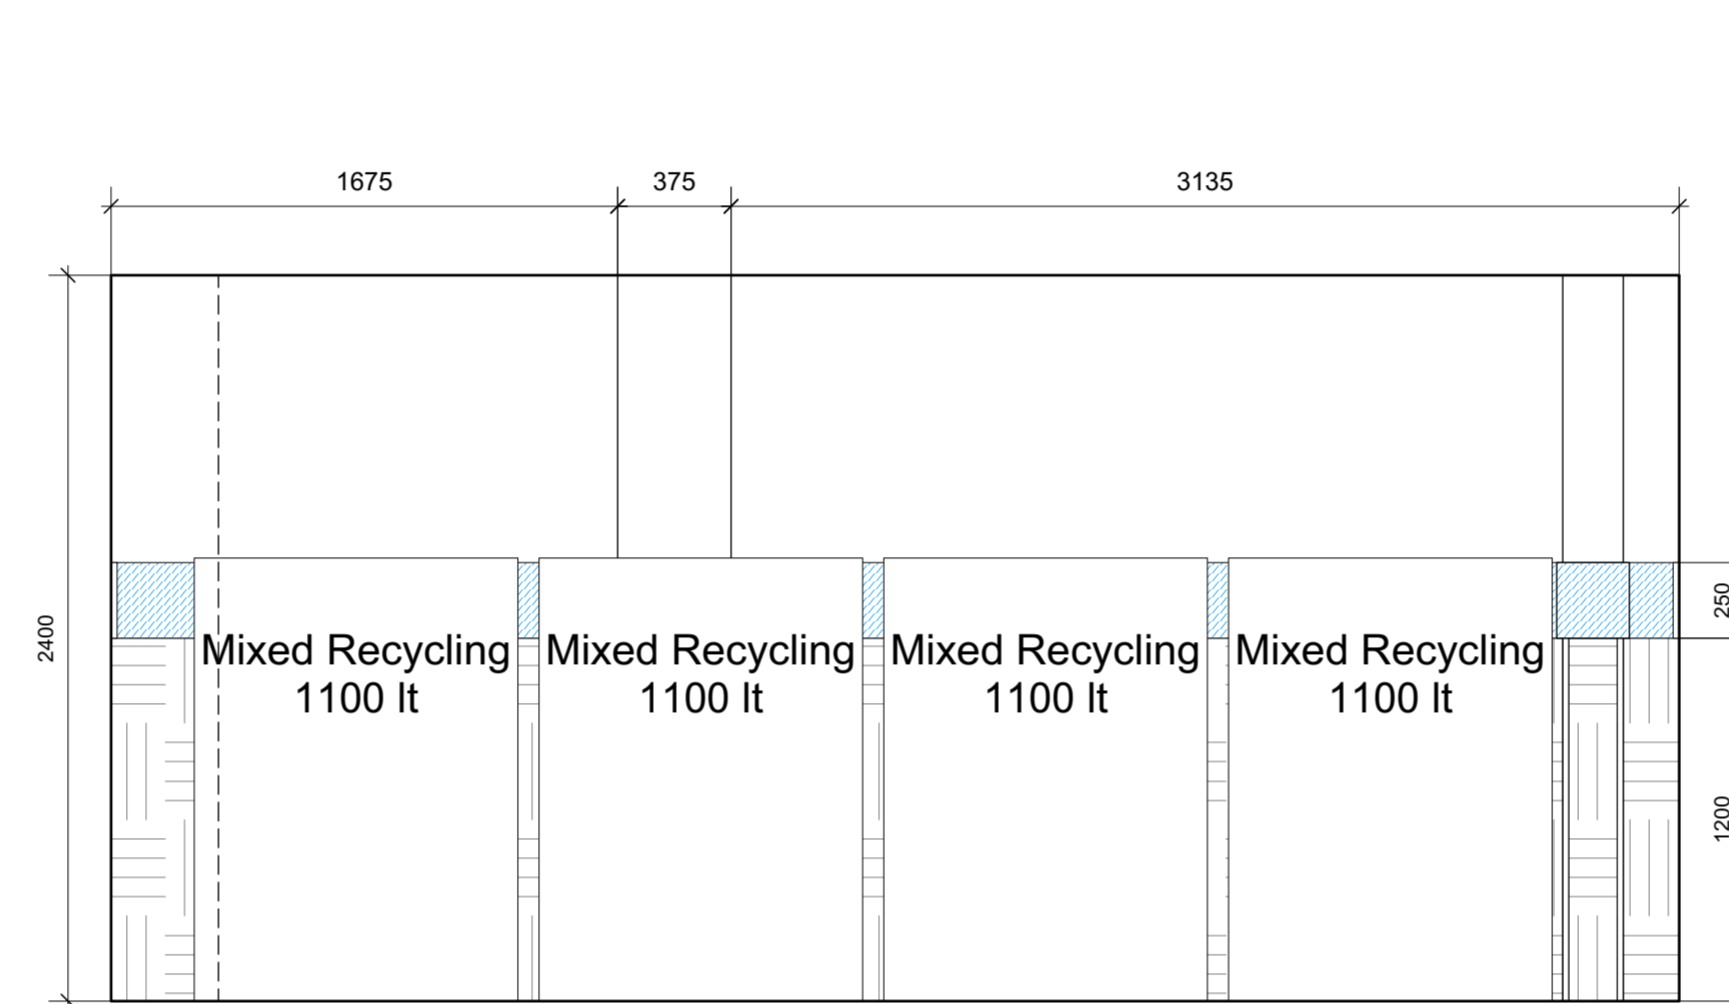 1675
375
3135
2400
250
Mixed Recycling
1100 lt
Mixed Recycling
1100 lt
Mixed Recycling
1100 lt
Mixed Recycling
1100 lt
1200